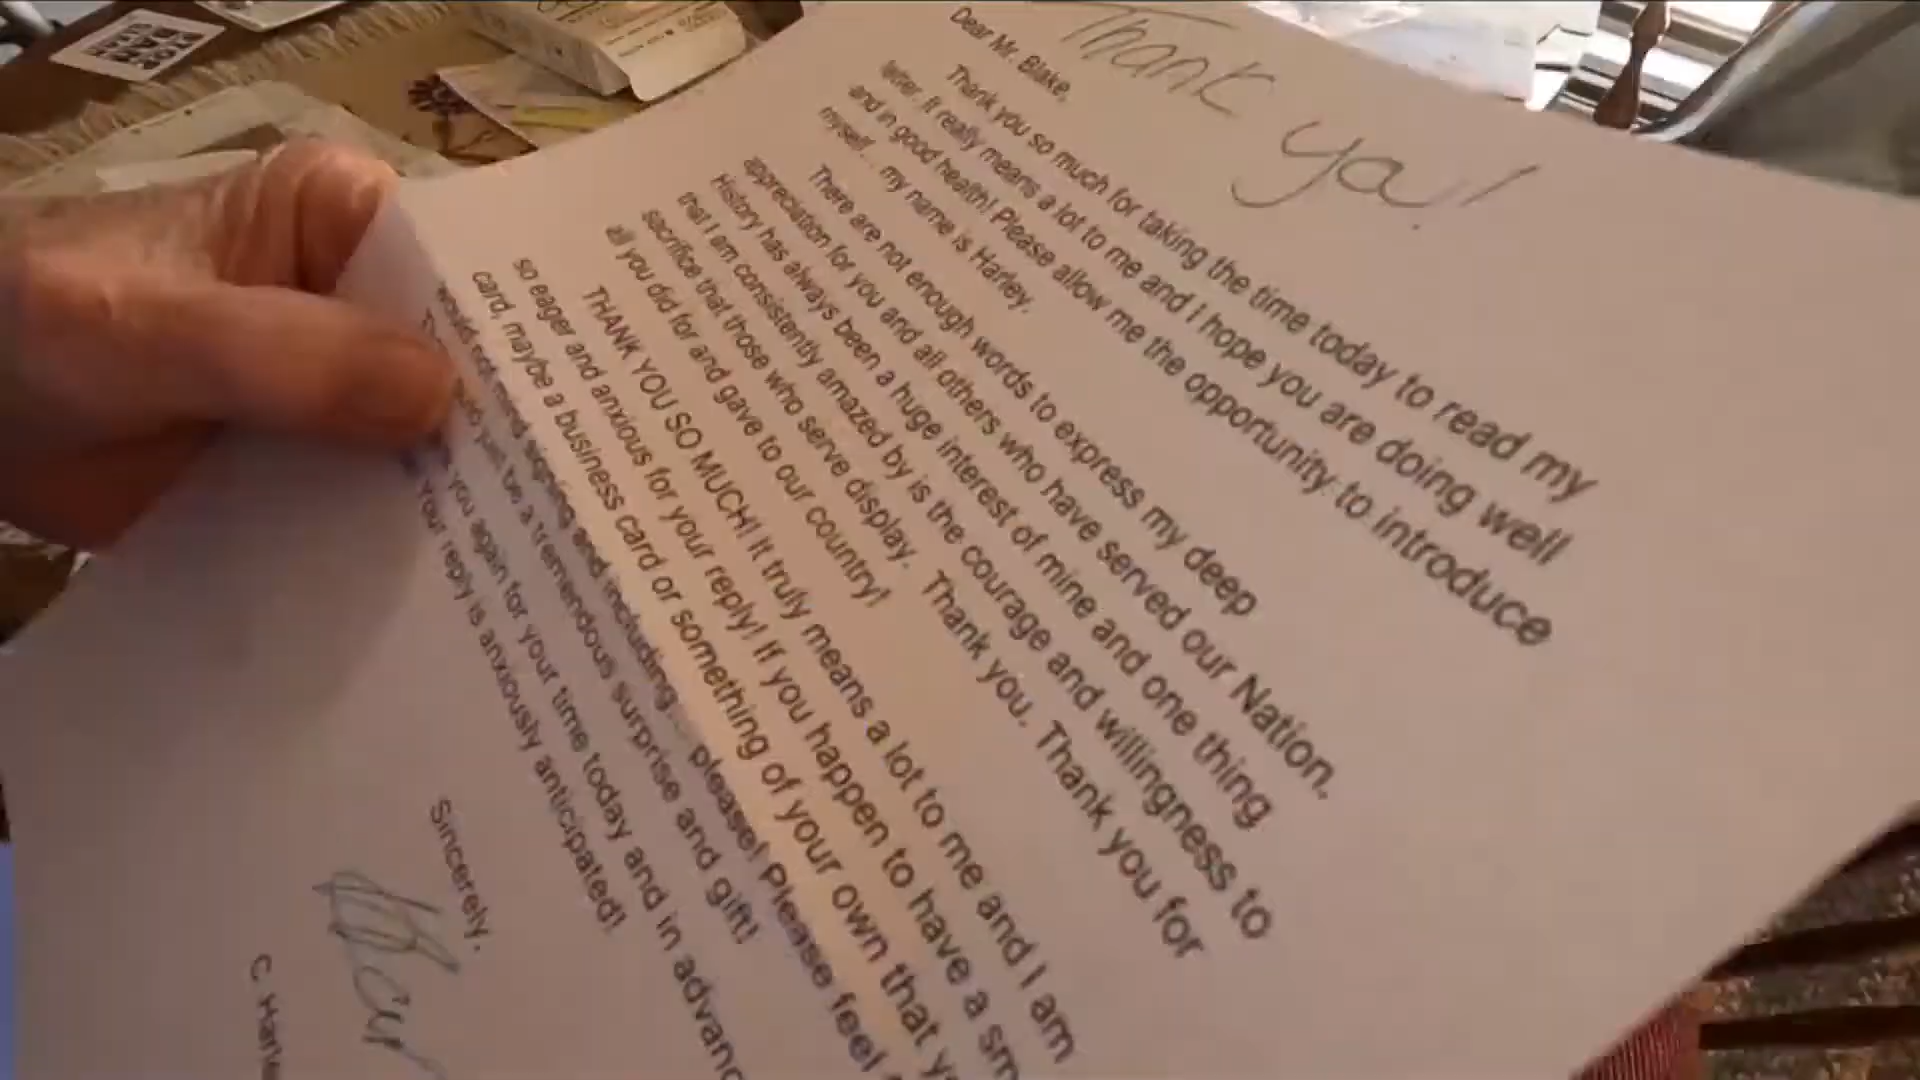 Thank ya!
Dear Mr. Blake,
Thank you so much for taking the time today to read my
letter. It really means a lot to me and I hope you are doing well
and in good health! Please allow me the opportunity to introduce
myself... my name is Harley.
There are not enough words to express my deep
appreciation for you and all others who have served our Nation.
History has always been a huge interest of mine and one thing
that I am consistently amazed by is the courage and willingness to
sacrifice that those who serve display. Thank you. Thank you for
all you did for and gave to our country!
THANK YOU SO MUCH! It truly means a lot to me and I am
so eager and anxious for your reply! If you happen to have a
card, maybe a business card or something of your own that
would not mind signing and including... please! Please feel
just be a tremendous surprise and gift!
you again for your time today and in
Your reply is anxiously anticipated!
Sincerely,
C.